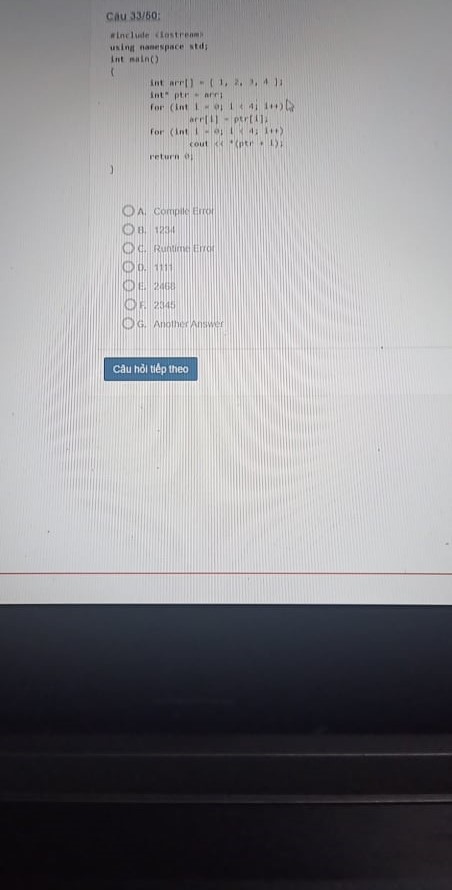 Câu 33/50:
#include <iostream>
using namespace std;
int main()
{
int arr[] = { 1, 2, 3, 4 };
int* ptr = arr;
for (int i = 0; i < 4; i++)
arr[i] = ptr[i];
for (int i = 0; i < 4; i++)
cout << *(ptr + i);
return 0;
}
A. Compile Error
B. 1234
C. Runtime Error
D. 1111
E. 2468
F. 2345
G. Another Answer
Câu hỏi tiếp theo